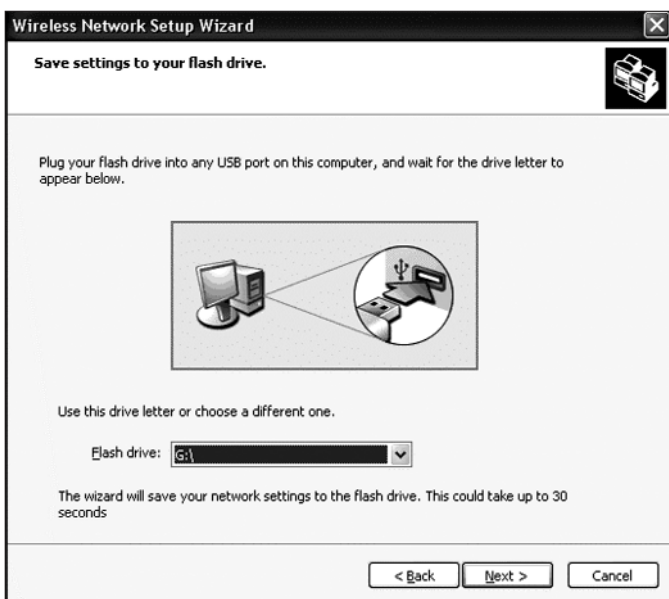 Wireless Network Setup Wizard
Save settings to your flash drive.
Plug your flash drive into any USB port on this computer, and wait for the drive letter to
appear below.
Use this drive letter or choose a different one.
Flash drive: G:\
The wizard will save your network settings to the flash drive. This could take up to 30
seconds
< Back Next > Cancel